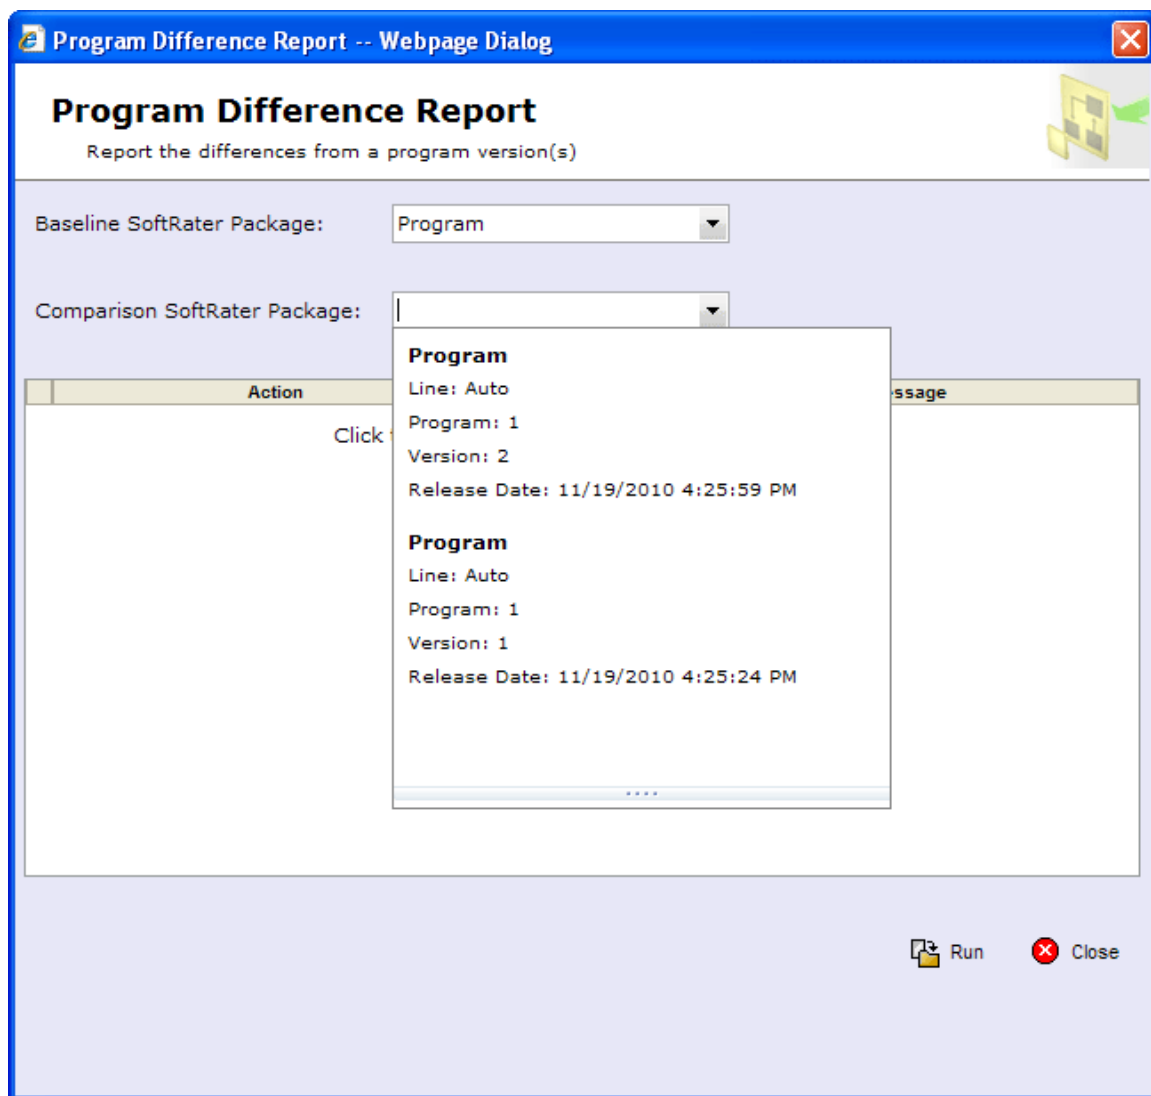 Program Difference Report -- Webpage Dialog
Program Difference Report
Report the differences from a program version(s)
Baseline SoftRater Package:
Program
Comparison SoftRater Package:
Program
Line: Auto
Program: 1
Version: 2
Release Date: 11/19/2010 4:25:59 PM
Program
Line: Auto
Program: 1
Version: 1
Release Date: 11/19/2010 4:25:24 PM
Action
Click
Run
Close